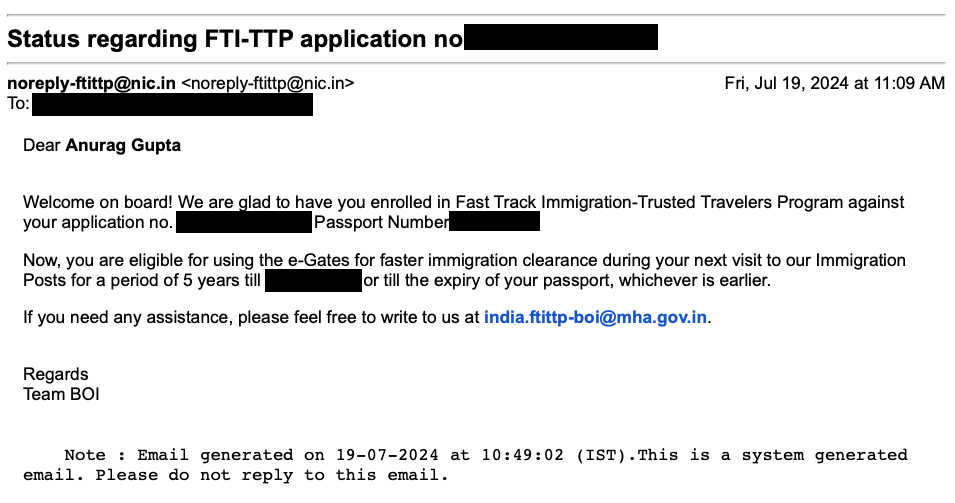 Status regarding FTI-TTP application no
noreply-ftittp@nic.in <noreply-ftittp@nic.in> Fri, Jul 19, 2024 at 11:09 AM
To:
Dear Anurag Gupta
Welcome on board! We are glad to have you enrolled in Fast Track Immigration-Trusted Travelers Program against
your application no. Passport Number
Now, you are eligible for using the e-Gates for faster immigration clearance during your next visit to our Immigration
Posts for a period of 5 years till or till the expiry of your passport, whichever is earlier.
If you need any assistance, please feel free to write to us at india.ftittp-boi@mha.gov.in.
Regards
Team BOI
Note : Email generated on 19-07-2024 at 10:49:02 (IST).This is a system generated
email. Please do not reply to this email.